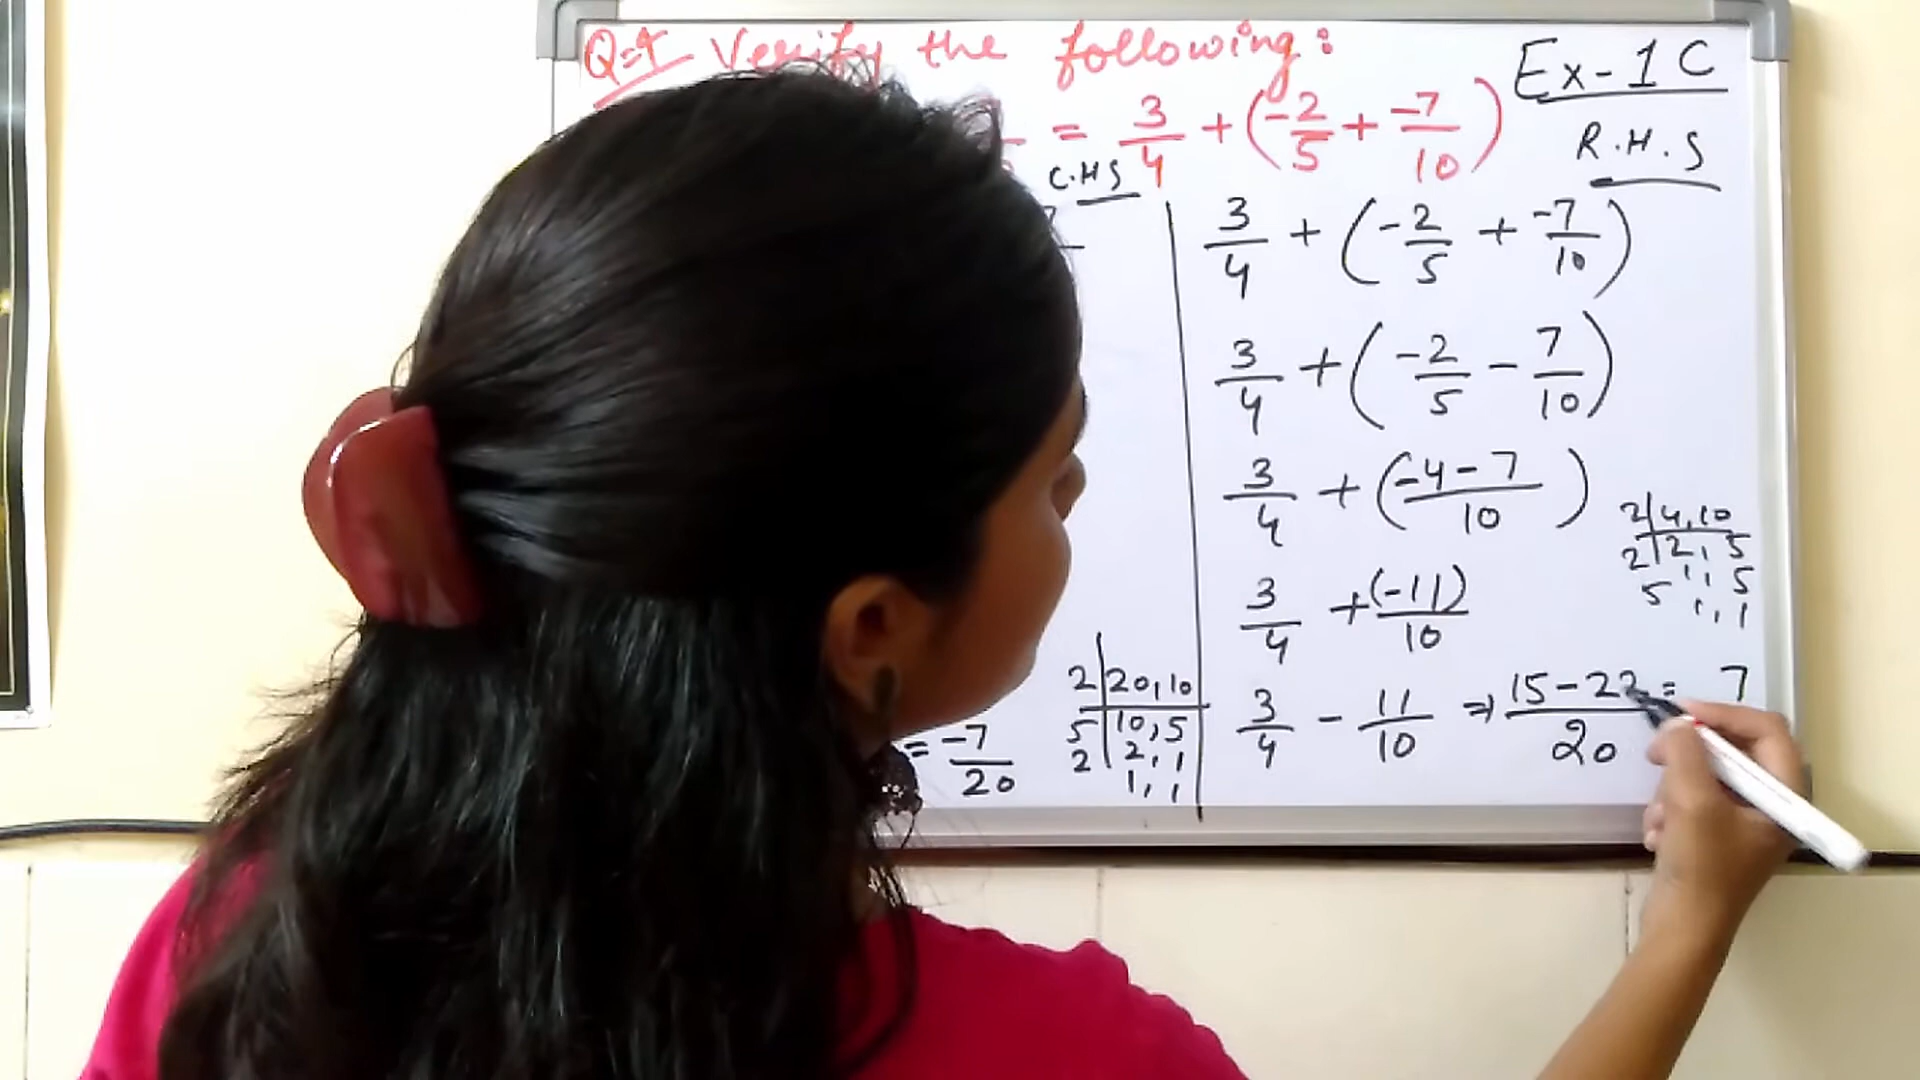 Q=4 Verify the following:
Ex-1C
= 3/4 + (-2/5 + -7/10)
L.H.S
R.H.S
3/4 + (-2/5 + -7/10)
3/4 + (-2/5 - 7/10)
3/4 + (-4-7/10)
2|4,10
2|2,5
5 1,5
1,1
3/4 + (-11)/10
3/4 - 11/10 ⇒ 15-22/20 = 7
= -7/20
2|20,10
5|10,5
2|2,1
1,1